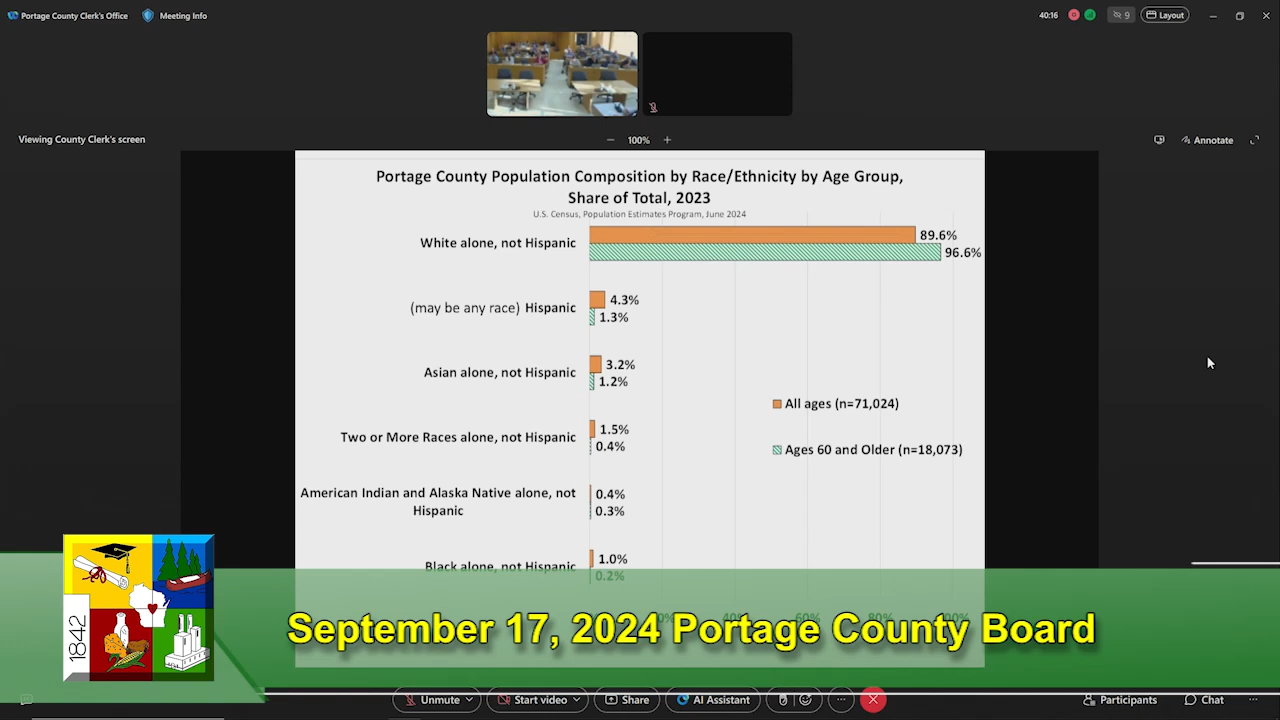 Portage County Clerk's Office
Meeting Info
40:16
9
Layout
Viewing County Clerk's screen
100%
Annotate
Portage County Population Composition by Race/Ethnicity by Age Group,
Share of Total, 2023
U.S. Census, Population Estimates Program, June 2024
White alone, not Hispanic
89.6%
96.6%
(may be any race) Hispanic
4.3%
1.3%
Asian alone, not Hispanic
3.2%
1.2%
All ages (n=71,024)
Two or More Races alone, not Hispanic
1.5%
0.4%
Ages 60 and Older (n=18,073)
American Indian and Alaska Native alone, not
Hispanic
0.4%
0.3%
Black alone, not Hispanic
1.0%
0.2%
1842
September 17, 2024 Portage County Board
Unmute
Start video
Share
AI Assistant
Participants
Chat